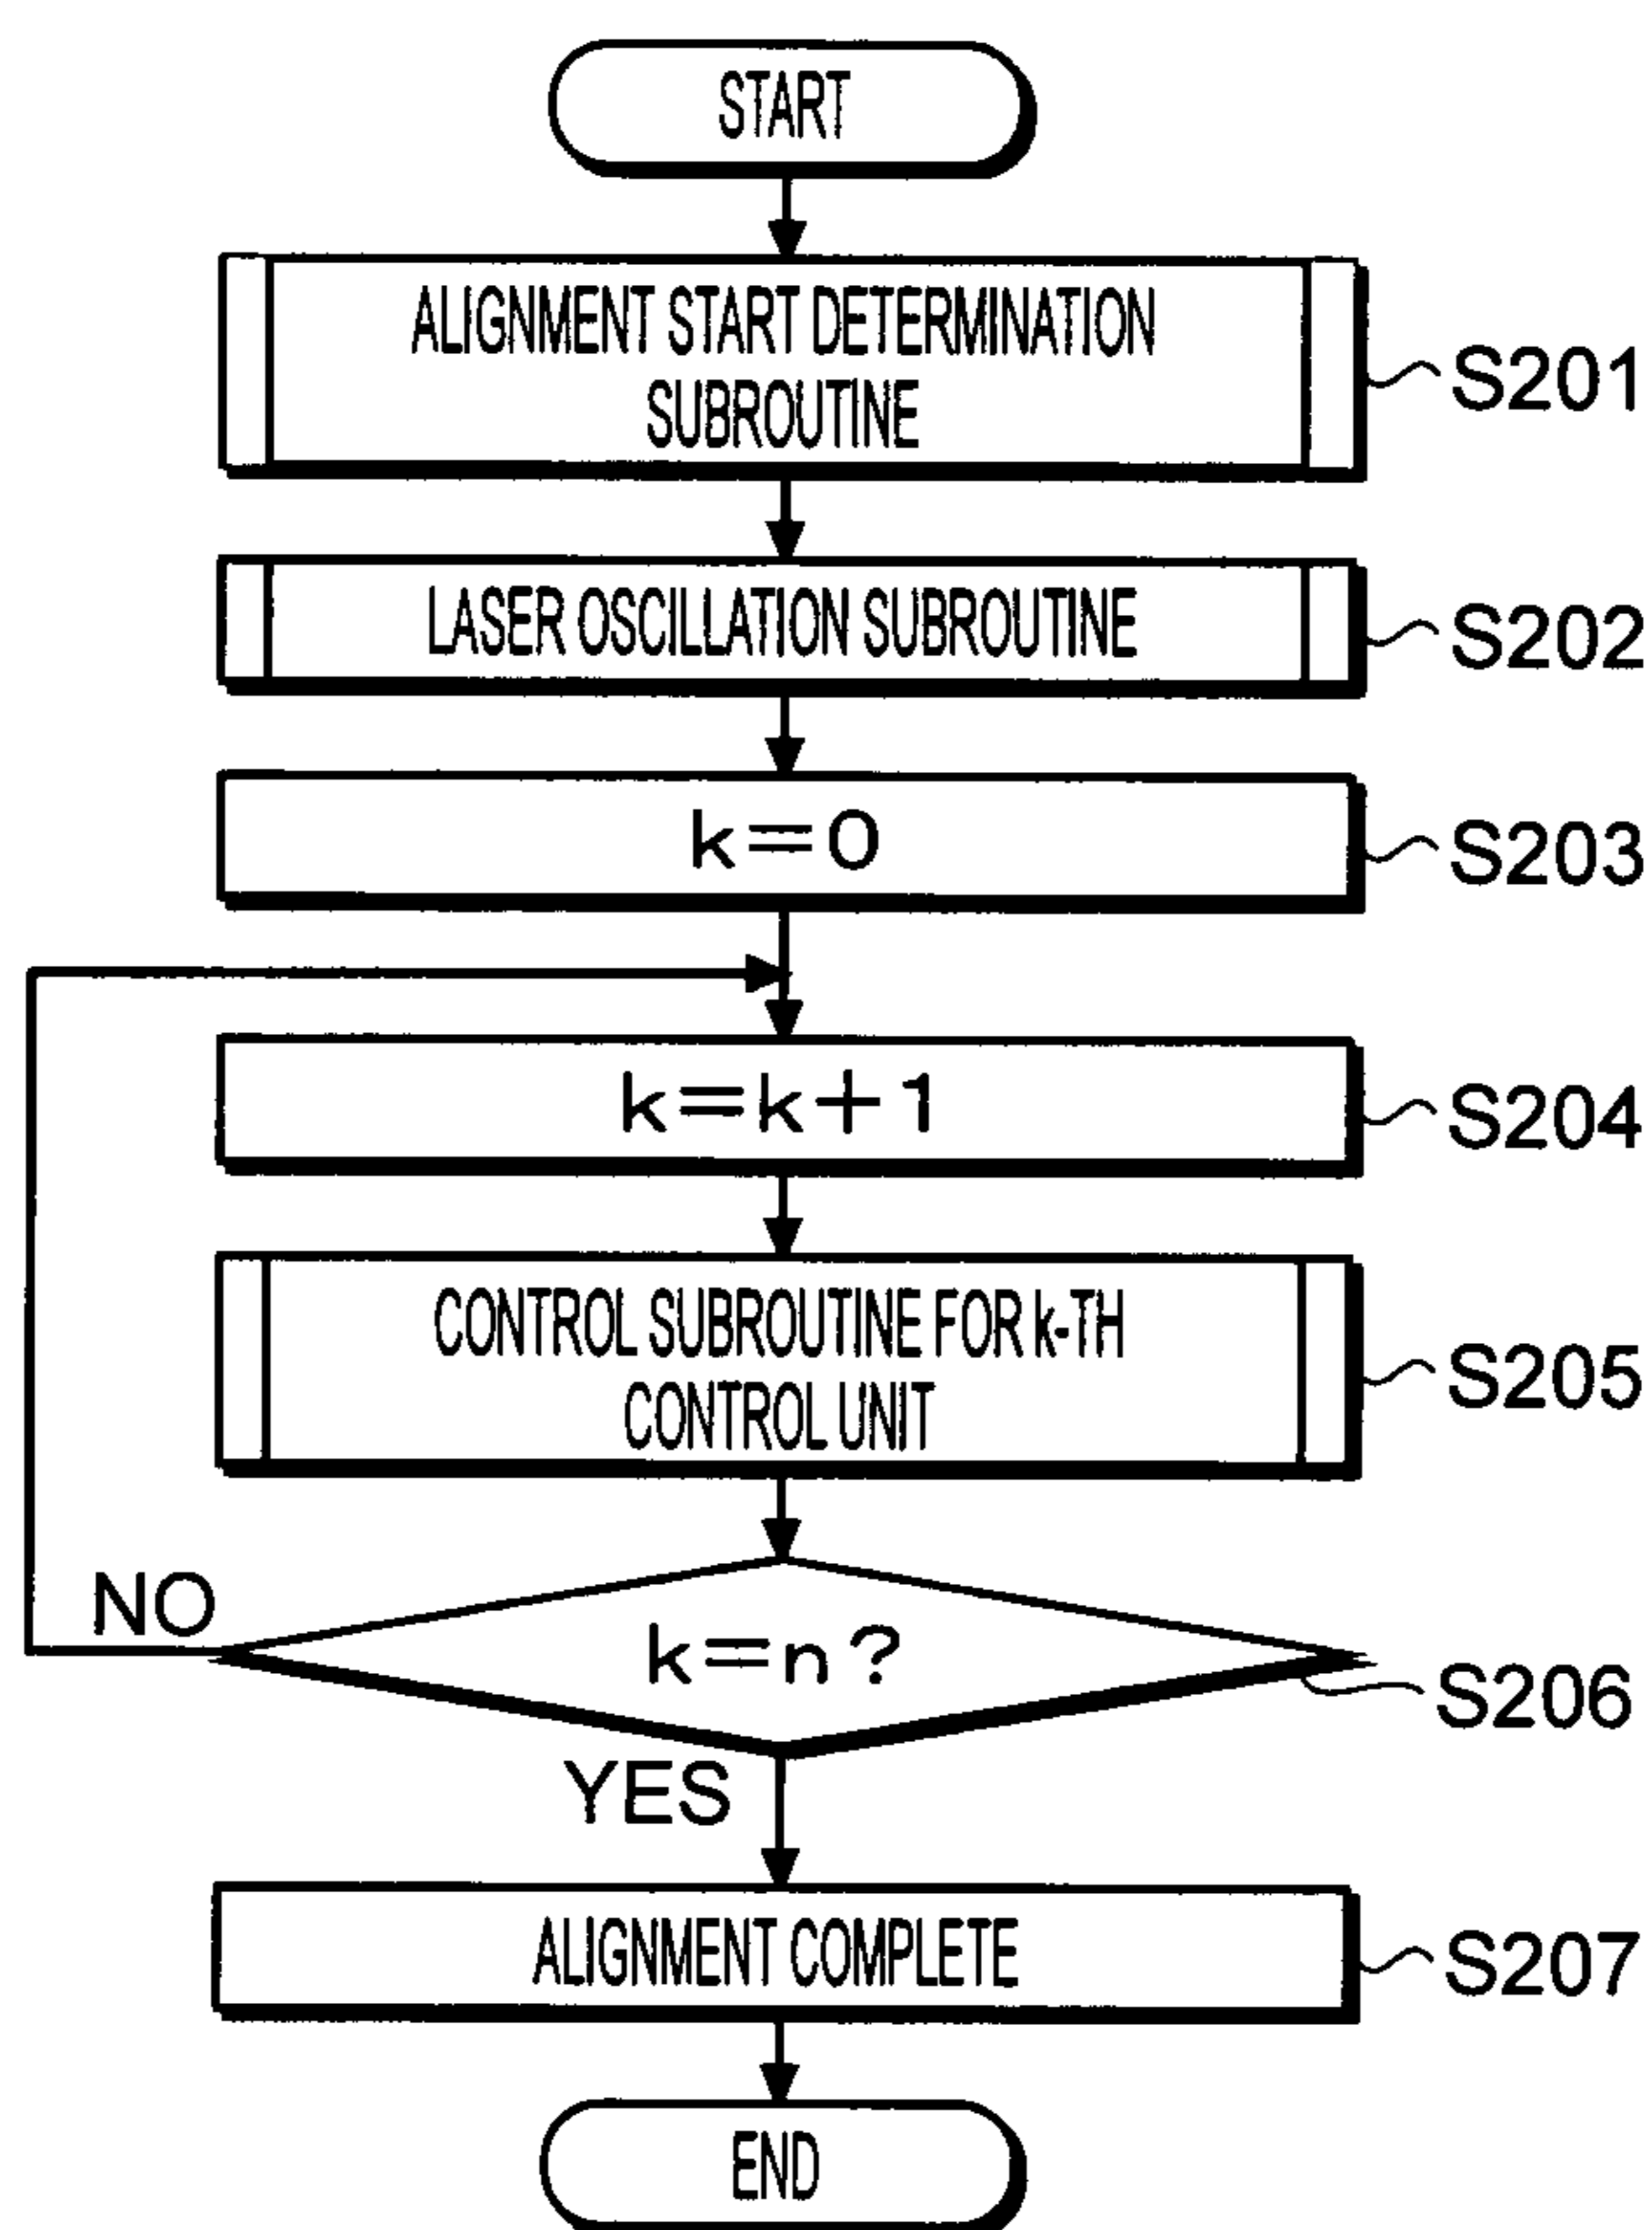 START
ALIGNMENT START DETERMINATION
SUBROUTINE
S201
LASER OSCILLATION SUBROUTINE
S202
k=0
S203
k=k+1
S204
CONTROL SUBROUTINE FOR k-TH
CONTROL UNIT
S205
NO
k=n?
S206
YES
ALIGNMENT COMPLETE
S207
END